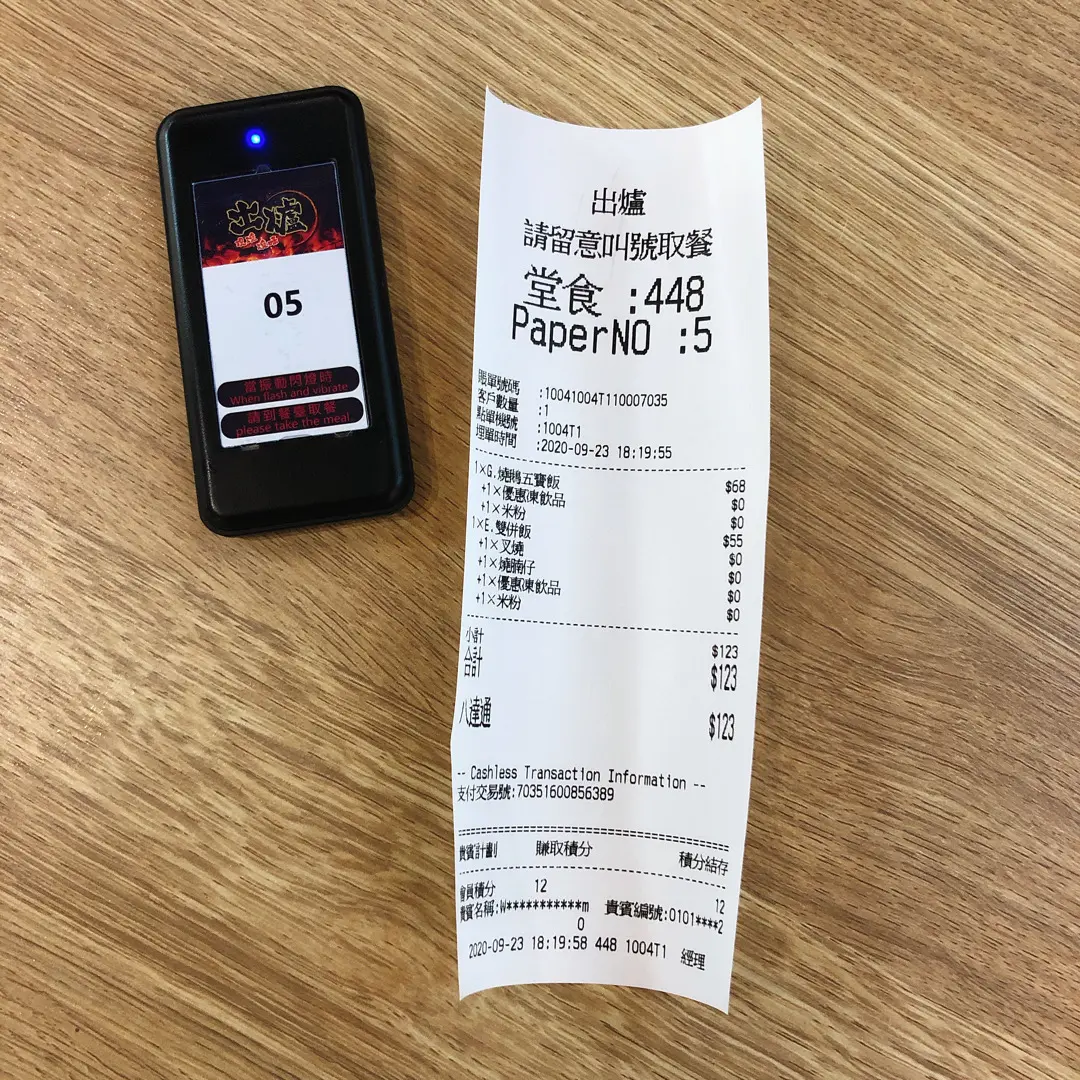 出爐
05
當振動閃燈時
When flash and vibrate
請到餐臺取餐
please take the meal
出爐
請留意叫號取餐
堂食 :448
PaperNO :5
賬單號碼 :10041004T110007035
客戶數量 :1
點單機號 :1004T1
埋單時間 :2020-09-23 18:19:55
1×G.燒鵝五寶飯 $68
+1×優惠凍飲品 $0
+1×米粉 $0
1×E.雙併飯 $55
+1×叉燒 $0
+1×燒腩仔 $0
+1×優惠凍飲品 $0
+1×米粉 $0
小計 $123
合計 $123
八達通 $123
-- Cashless Transaction Information --
支付交易號:70351600856389
貴賓計劃 賺取積分 積分結存
會員積分 12 12
貴賓名稱:W***********m 貴賓編號:0101****2
0
2020-09-23 18:19:58 448 1004T1 經理